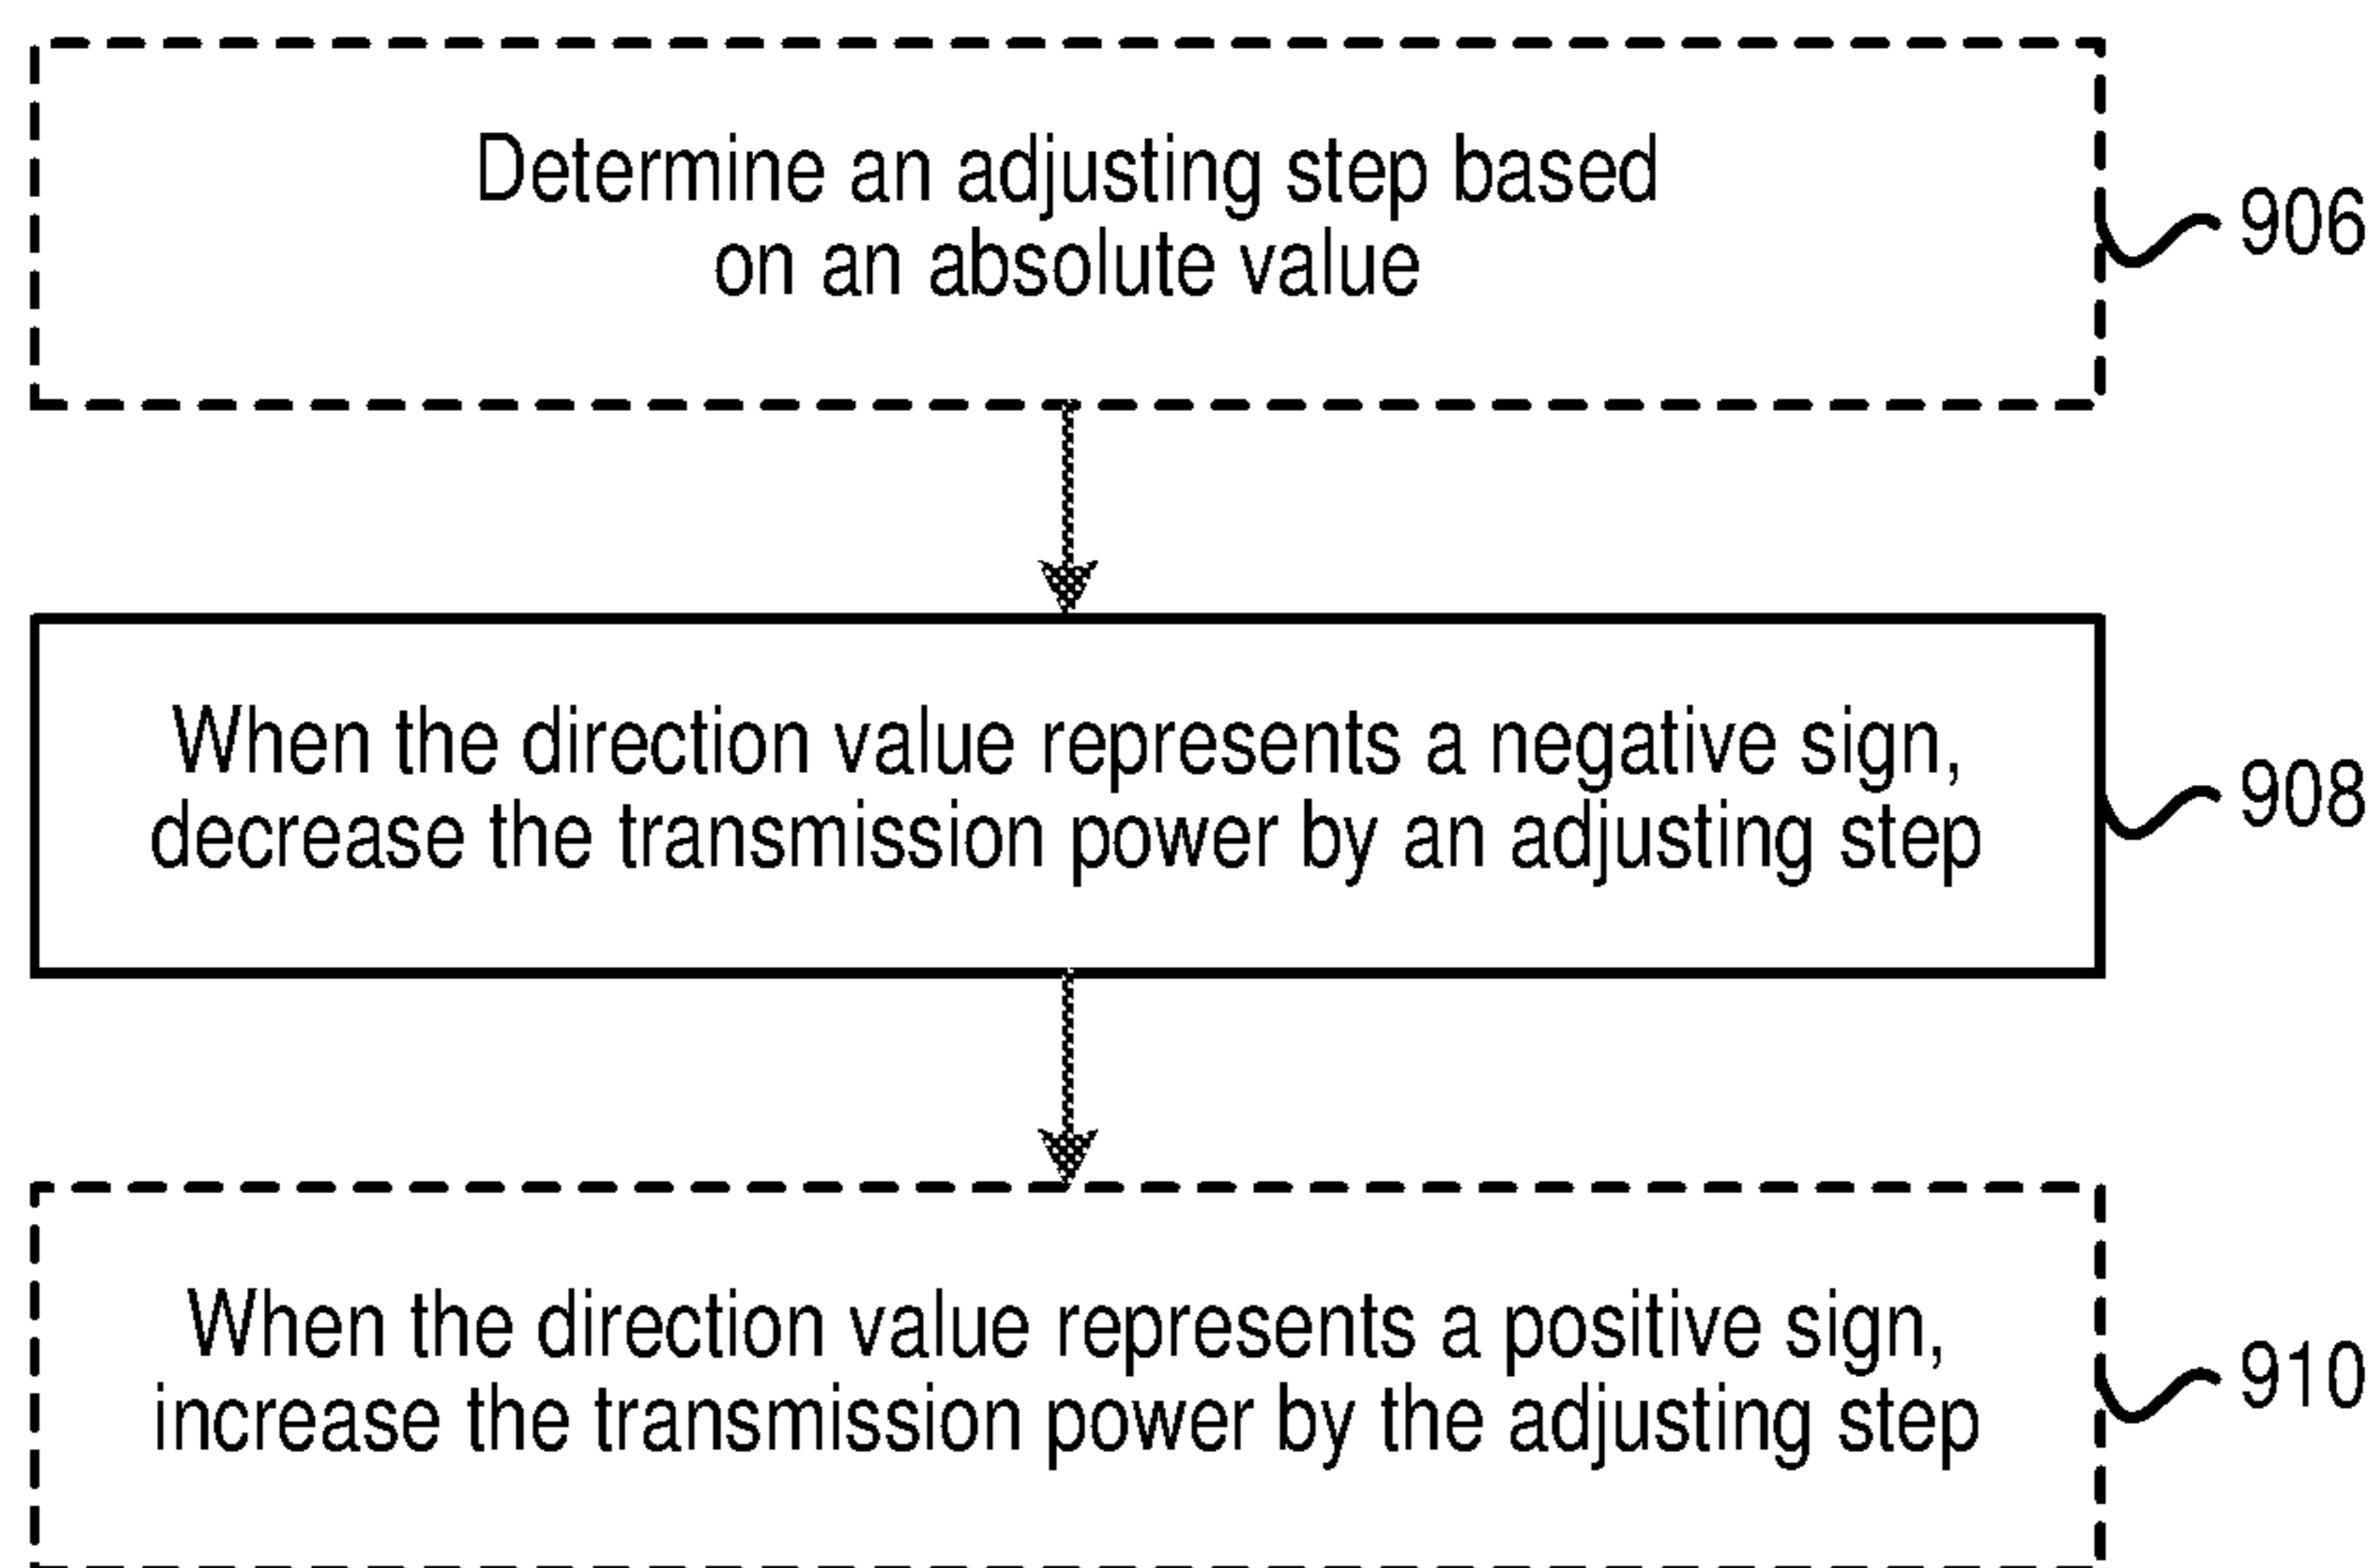 Determine an adjusting step based
on an absolute value
906
When the direction value represents a negative sign,
decrease the transmission power by an adjusting step
908
When the direction value represents a positive sign,
increase the transmission power by the adjusting step
910